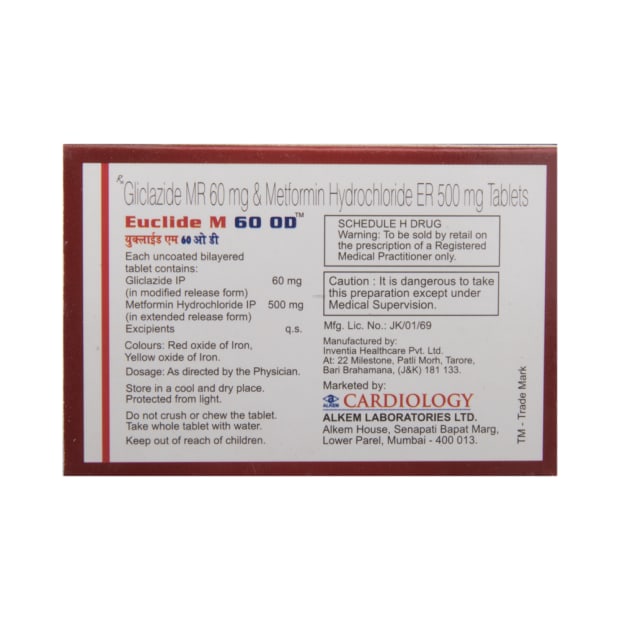 Rx Gliclazide MR 60 mg & Metformin Hydrochloride ER 500 mg Tablets
Euclide M 60 OD™
युक्लाईड एम 60 ओ डी
Each uncoated bilayered
tablet contains:
Gliclazide IP 60 mg
(in modified release form)
Metformin Hydrochloride IP 500 mg
(in extended release form)
Excipients q.s.
Colours: Red oxide of Iron,
Yellow oxide of Iron.
Dosage: As directed by the Physician.
Store in a cool and dry place.
Protected from light.
Do not crush or chew the tablet.
Take whole tablet with water.
Keep out of reach of children.
SCHEDULE H DRUG
Warning: To be sold by retail on
the prescription of a Registered
Medical Practitioner only.
Caution : It is dangerous to take
this preparation except under
Medical Supervision.
Mfg. Lic. No.: JK/01/69
Manufactured by:
Inventia Healthcare Pvt. Ltd.
At: 22 Milestone, Patli Morh, Tarore,
Bari Brahamana, (J&K) 181 133.
Marketed by:
ALKEM CARDIOLOGY
ALKEM LABORATORIES LTD.
Alkem House, Senapati Bapat Marg,
Lower Parel, Mumbai - 400 013.
TM - Trade Mark